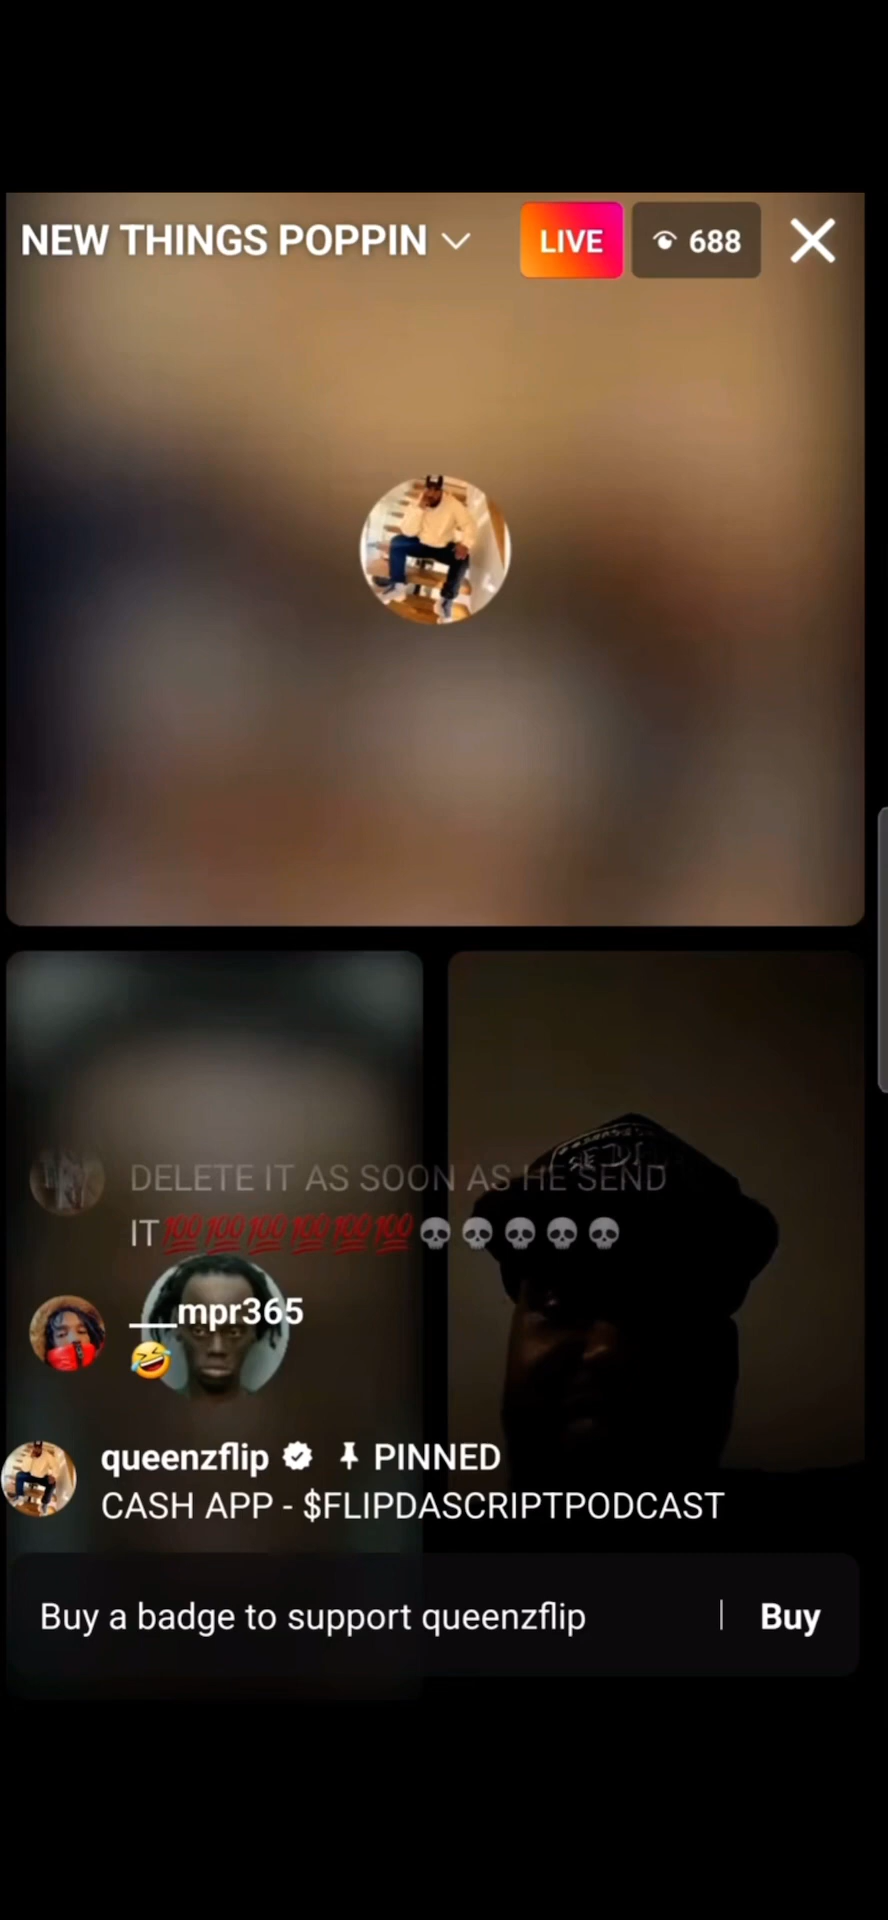 NEW THINGS POPPIN
LIVE
688
DELETE IT AS SOON AS HE SEND
IT💯💯💯💯💯💯💀💀💀💀💀
___mpr365
🤣
queenzflip PINNED
CASH APP - $FLIPDASCRIPTPODCAST
Buy a badge to support queenzflip | Buy